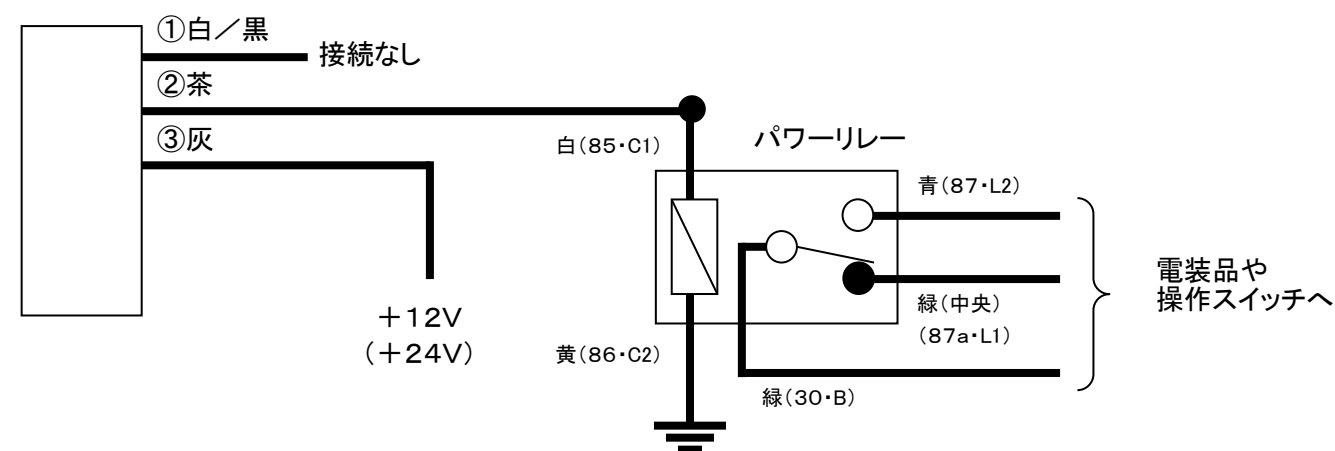 ①白／黒
接続なし
②茶
③灰
＋12V
（＋24V）
白（85・C1）
パワーリレー
青（87・L2）
緑（中央）
（87a・L1）
黄（86・C2）
緑（30・B）
電装品や
操作スイッチへ